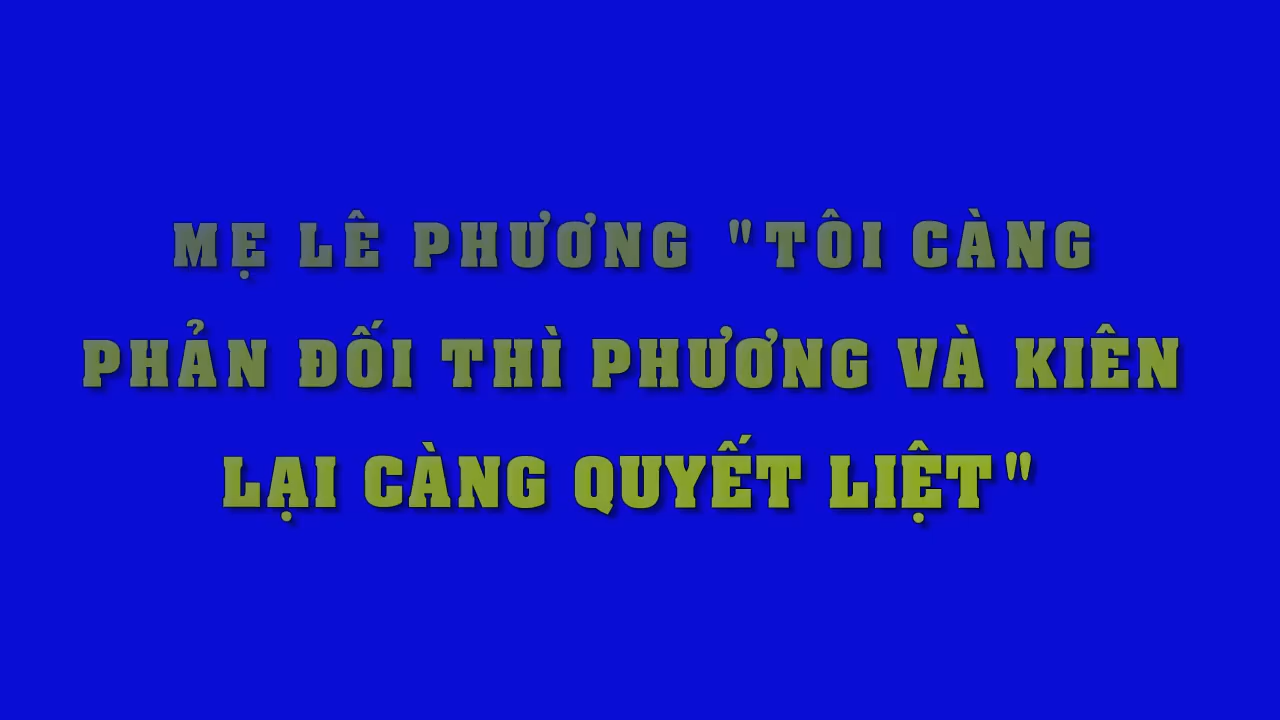 MẸ LÊ PHƯƠNG "TÔI CÀNG
PHẢN ĐỐI THÌ PHƯƠNG VÀ KIÊN
LẠI CÀNG QUYẾT LIỆT"